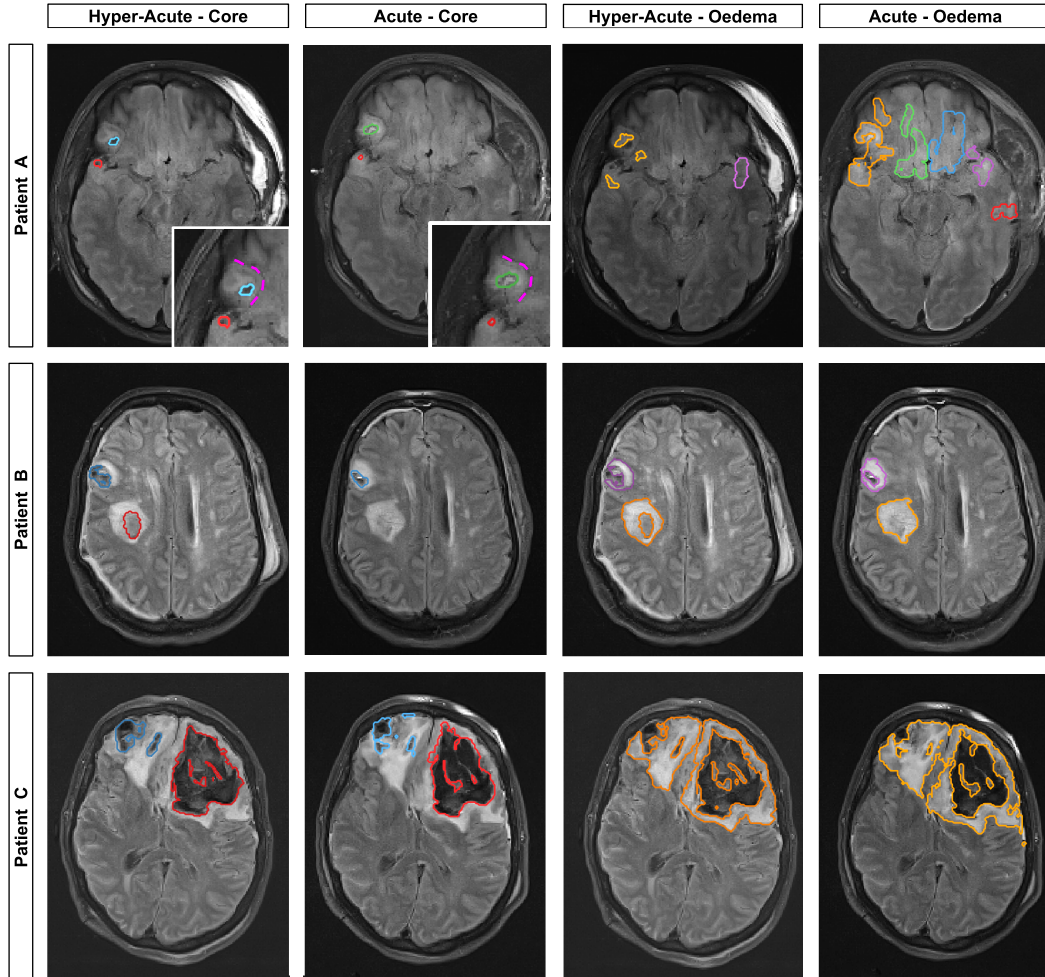 Hyper-Acute - Core
Acute - Core
Hyper-Acute - Oedema
Acute - Oedema
Patient A
Patient B
Patient C